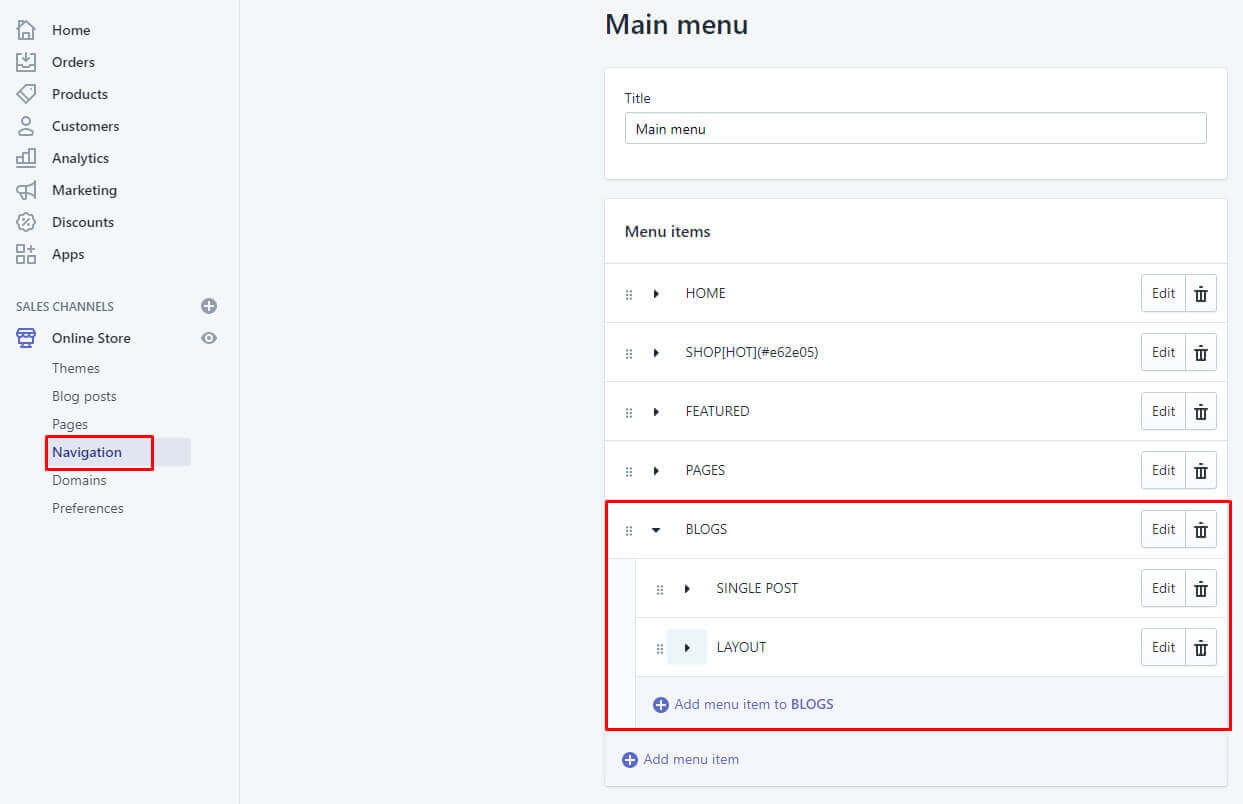 Home
Orders
Products
Customers
Analytics
Marketing
Discounts
Apps
SALES CHANNELS
Online Store
Themes
Blog posts
Pages
Navigation
Domains
Preferences
Main menu
Title
Main menu
Menu items
HOME Edit
SHOP[HOT](#e62e05) Edit
FEATURED Edit
PAGES Edit
BLOGS Edit
SINGLE POST Edit
LAYOUT Edit
Add menu item to BLOGS
Add menu item